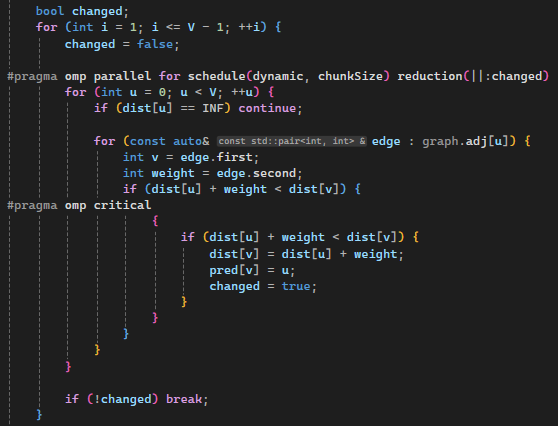 bool changed;
for (int i = 1; i <= V - 1; ++i) {
changed = false;
#pragma omp parallel for schedule(dynamic, chunkSize) reduction(||:changed)
for (int u = 0; u < V; ++u) {
if (dist[u] == INF) continue;
for (const auto& const std::pair<int, int> & edge : graph.adj[u]) {
int v = edge.first;
int weight = edge.second;
if (dist[u] + weight < dist[v]) {
#pragma omp critical
{
if (dist[u] + weight < dist[v]) {
dist[v] = dist[u] + weight;
pred[v] = u;
changed = true;
}
}
}
}
}
if (!changed) break;
}